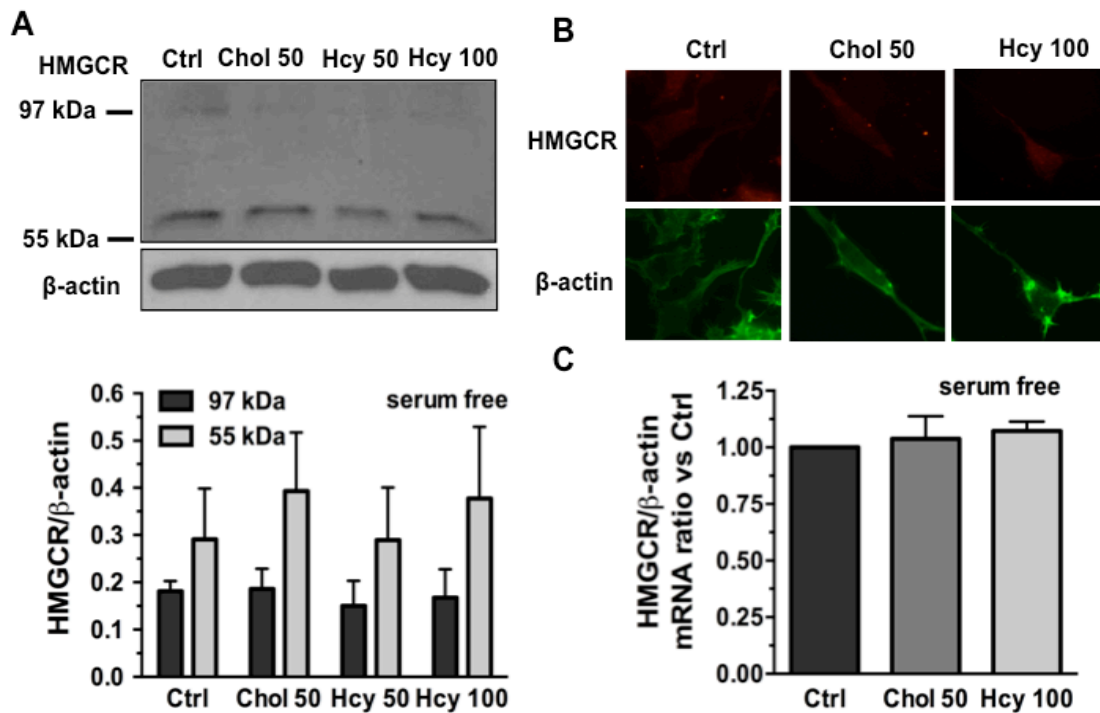 A
HMGCR Ctrl Chol 50 Hcy 50 Hcy 100
97 kDa
55 kDa
β-actin
0.6
0.5
0.4
0.3
0.2
0.1
0.0
HMGCR/β-actin
97 kDa
55 kDa
serum free
Ctrl Chol 50 Hcy 50 Hcy 100
B
Ctrl Chol 50 Hcy 100
HMGCR
β-actin
C
HMGCR/β-actin
mRNA ratio vs Ctrl
1.25
1.00
0.75
0.50
0.25
0.00
serum free
Ctrl Chol 50 Hcy 100